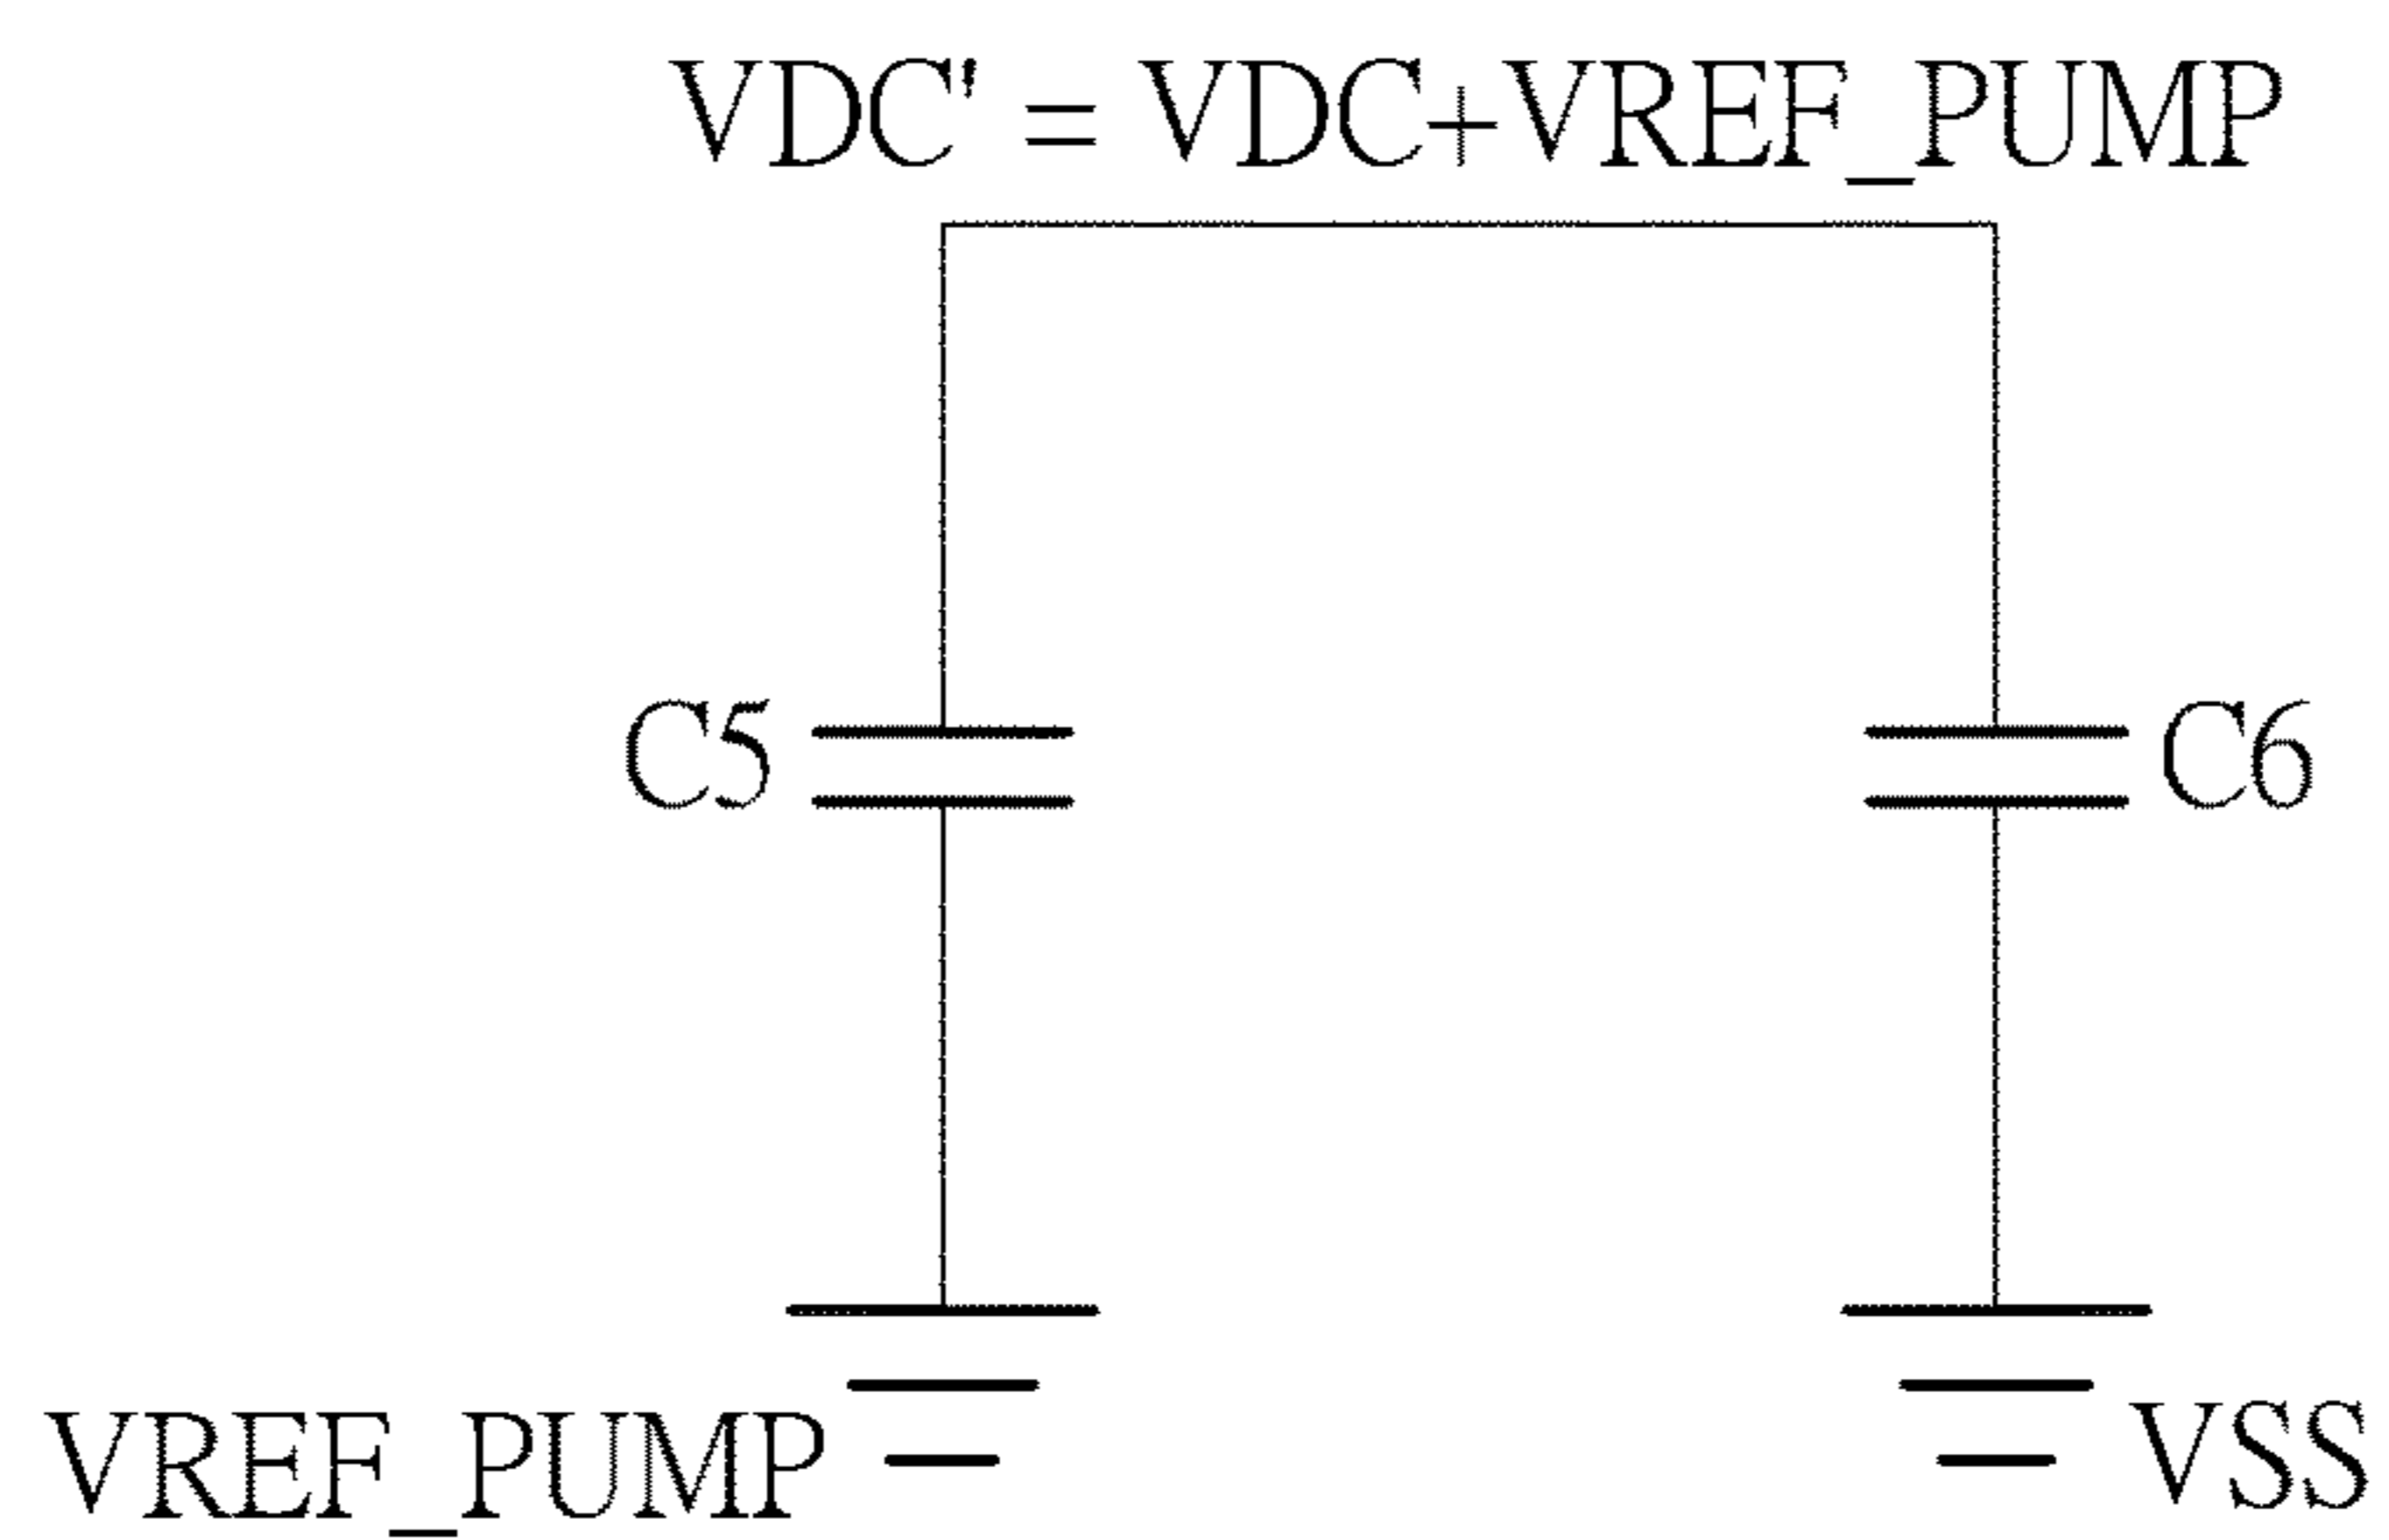 VDC' = VDC+VREF_PUMP
C5
C6
VREF_PUMP
VSS